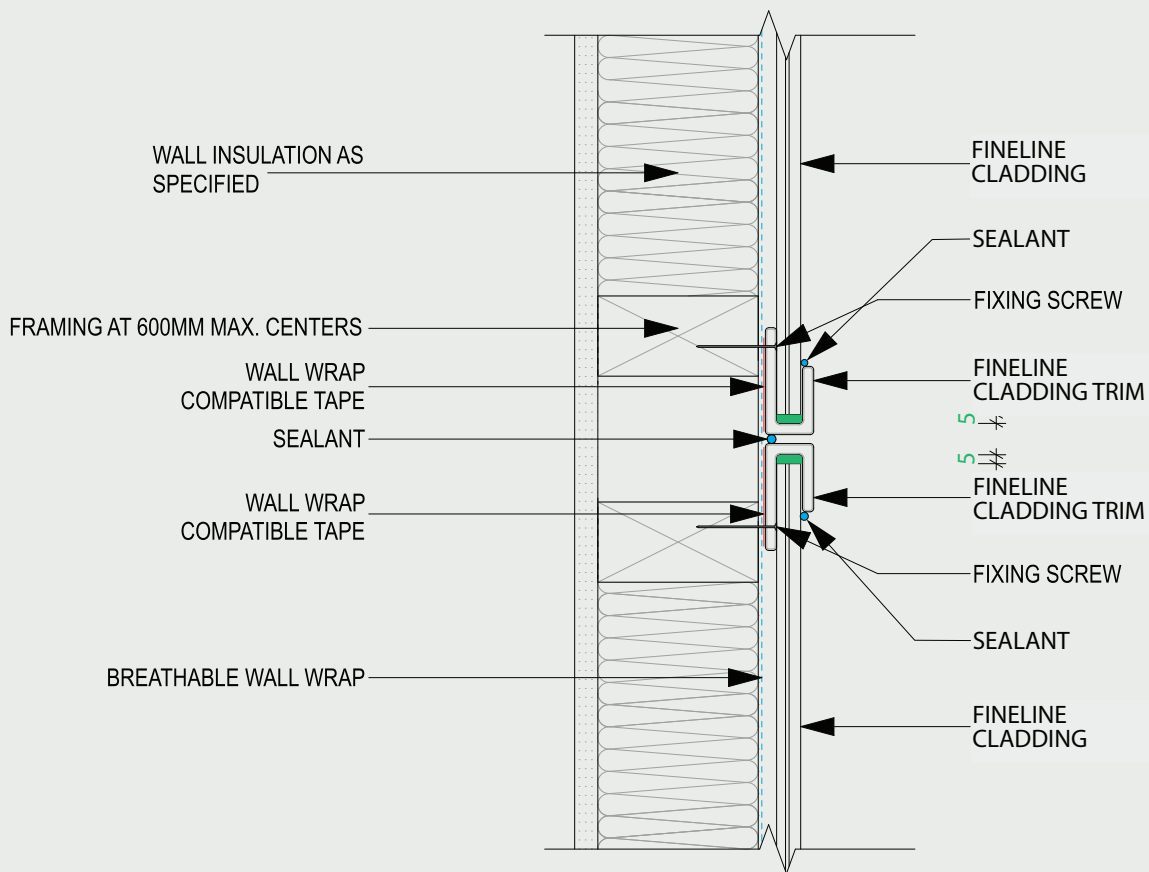 WALL INSULATION AS
SPECIFIED
FRAMING AT 600MM MAX. CENTERS
WALL WRAP
COMPATIBLE TAPE
SEALANT
WALL WRAP
COMPATIBLE TAPE
BREATHABLE WALL WRAP
FINELINE
CLADDING
SEALANT
FIXING SCREW
FINELINE
CLADDING TRIM
5
5
FINELINE
CLADDING TRIM
FIXING SCREW
SEALANT
FINELINE
CLADDING